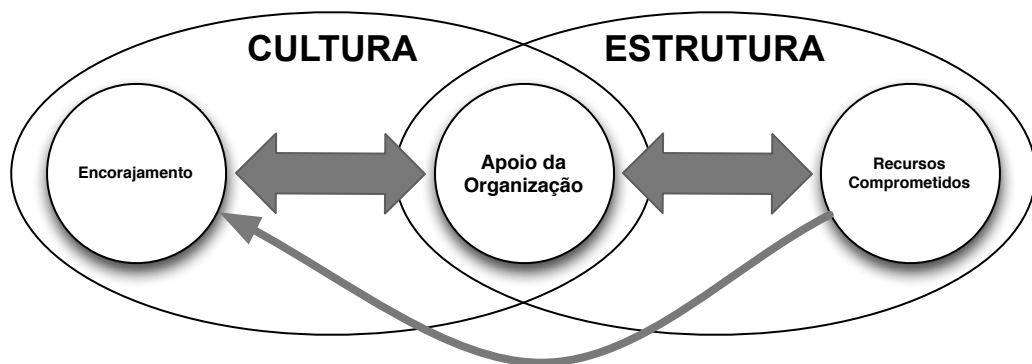 CULTURA
ESTRUTURA
Encorajamento
Apoio da
Organização
Recursos
Comprometidos